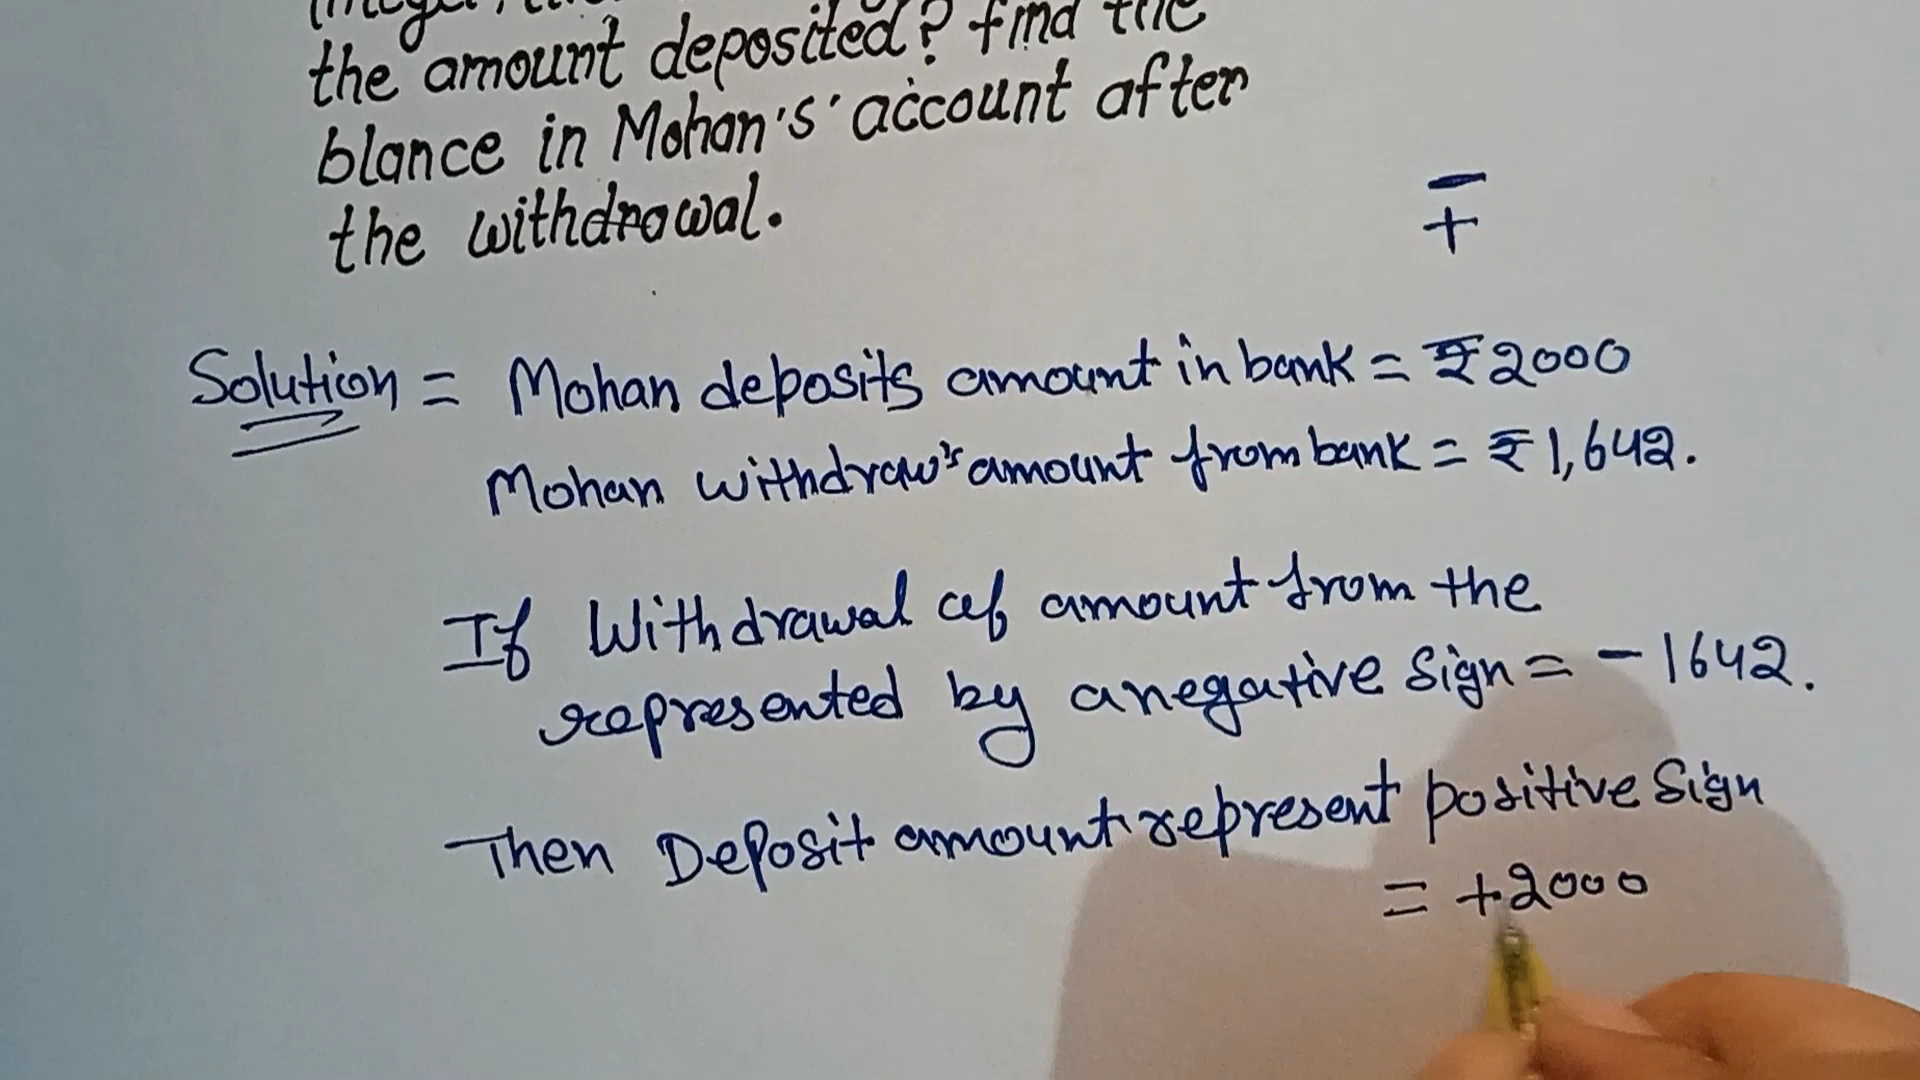 the amount deposited? find the
blance in Mohan's' account after
the withdrawal.
−
+
Solution = Mohan deposits amount in bank = ₹2000
Mohan withdraw's amount from bank = ₹1,642.
If Withdrawal of amount from the
represented by a negative sign = −1642.
Then Deposit amount represent positive sign
= +2000